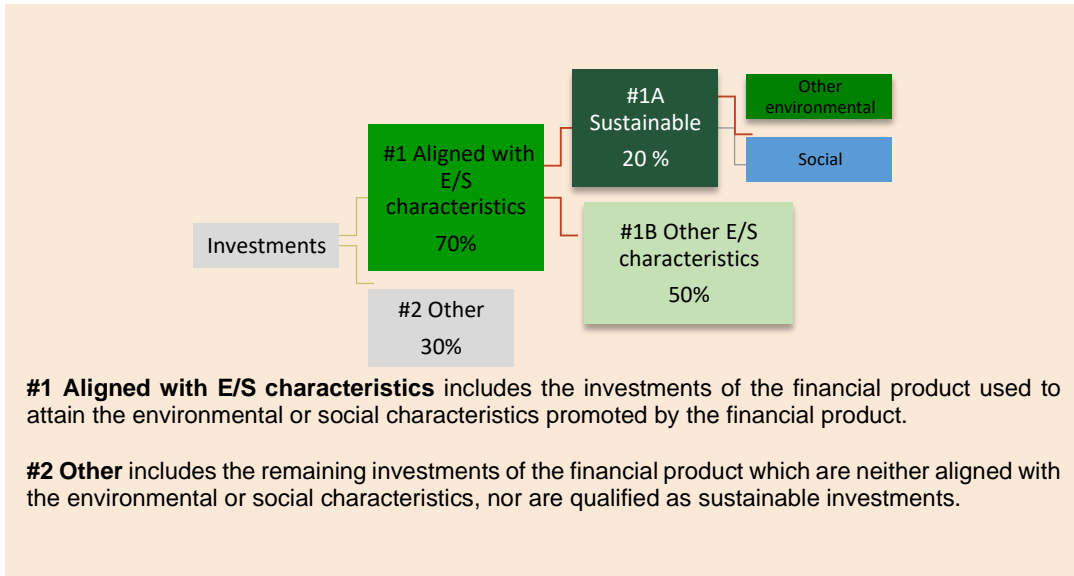 Investments
#1 Aligned with
E/S
characteristics
70%
#2 Other
30%
#1A
Sustainable
20 %
#1B Other E/S
characteristics
50%
Other
environmental
Social
#1 Aligned with E/S characteristics includes the investments of the financial product used to
attain the environmental or social characteristics promoted by the financial product.
#2 Other includes the remaining investments of the financial product which are neither aligned with
the environmental or social characteristics, nor are qualified as sustainable investments.